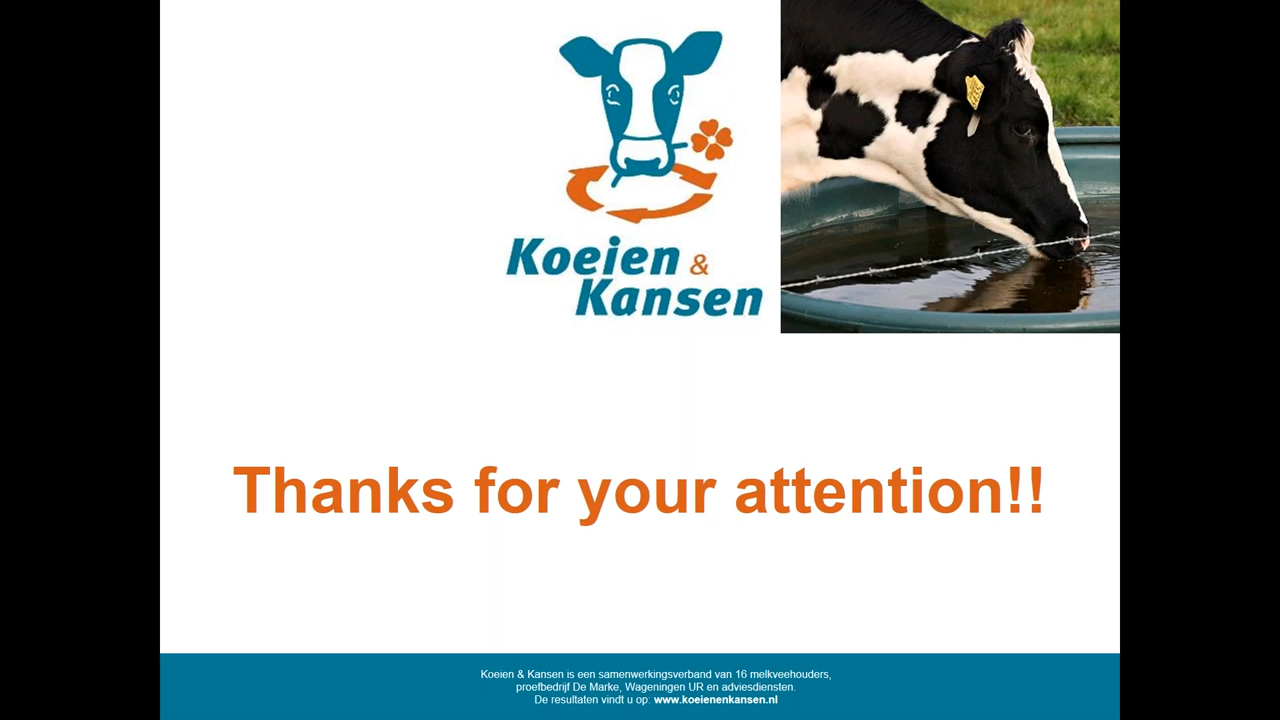 Koeien &
Kansen
Thanks for your attention!!
Koeien & Kansen is een samenwerkingsverband van 16 melkveehouders,
proefbedrijf De Marke, Wageningen UR en adviesdiensten.
De resultaten vindt u op: www.koeienenkansen.nl